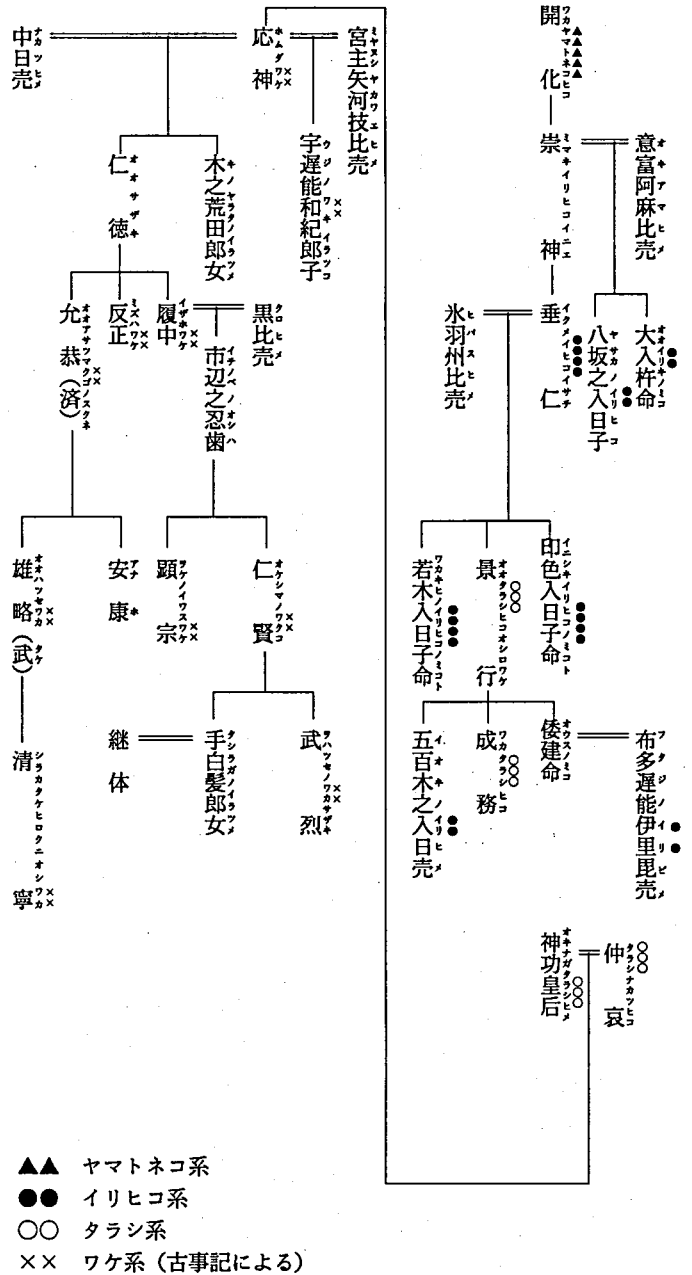 開化
ワカヤマトネコヒコ
▲▲▲▲▲
崇神
ミマキイリヒコイニエ
意富阿麻比売
オキアマヒメ
大入杵命
オオイリキノミコ
●●
八坂之入日子
ヤサカノイリヒコ
●●
垂仁
イクメイヒコイサチ
●●●●
氷羽州比売
ヒバスヒメ
印色入日子命
イニシキイリヒコノミコト
●●●●
景行
オオタラシヒコオシロワケ
○○○
若木入日子命
ワカキヒノイリヒコノミコト
●●●●
布多遅能伊里毘売
フタジノイリビメ
●●
倭建命
オウスノミコ
成務
ワカタラシヒコ
○○○
五百木之入日売
イオキノイリヒメ
●●
仲哀
タラシナカツヒコ
○○○
神功皇后
オキナガタラシヒメ
○○○
宮主矢河技比売
ミヤヌシヤカワエヒメ
応神
ホムダワケ
××
中日売
ナカツヒメ
宇遅能和紀郎子
ウジノワキイラツコ
××
木之荒田郎女
キノヤラタノイラツメ
仁徳
オオサザキ
黒比売
クロヒメ
履中
イザホワケ
××
反正
ミズハワケ
××
允恭(済)
オオアサツマワクゴノスクネ
××
市辺之忍歯
イチノベノオシハ
仁賢
オケシマノワクコ
××
顕宗
ヲケノイワスワケ
××
安康
アナホ
雄略(武)
オオハツセワカタケ
××
武烈
ヲハツセノワカサザキ
××
手白髪郎女
タシラガノイラツメ
継体
清寧
シラカタケヒロクニオシワカ
××
▲▲ ヤマトネコ系
●● イリヒコ系
○○ タラシ系
×× ワケ系（古事記による）